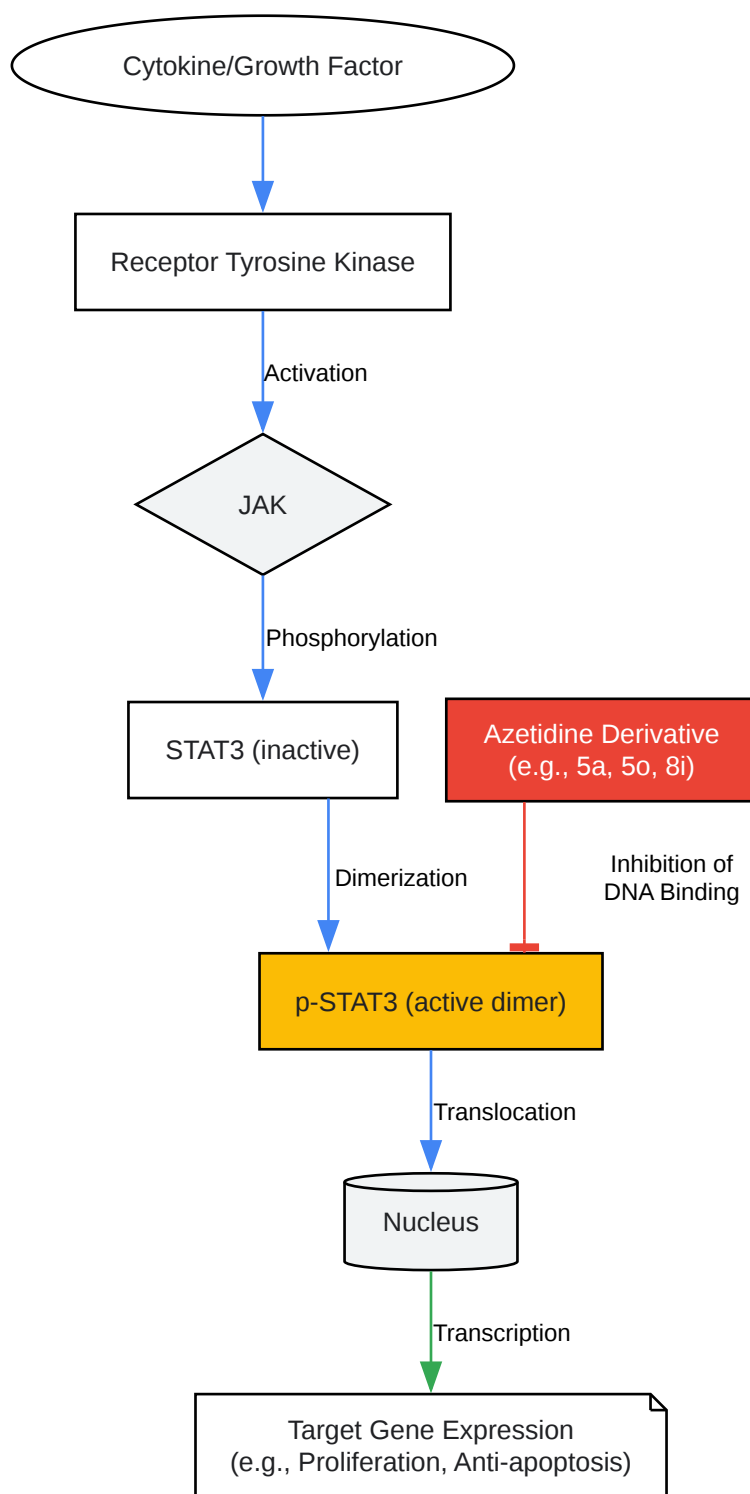 Cytokine/Growth Factor
Receptor Tyrosine Kinase
Activation
JAK
Phosphorylation
STAT3 (inactive)
Azetidine Derivative
(e.g., 5a, 5o, 8i)
Dimerization
Inhibition of
DNA Binding
p-STAT3 (active dimer)
Translocation
Nucleus
Transcription
Target Gene Expression
(e.g., Proliferation, Anti-apoptosis)